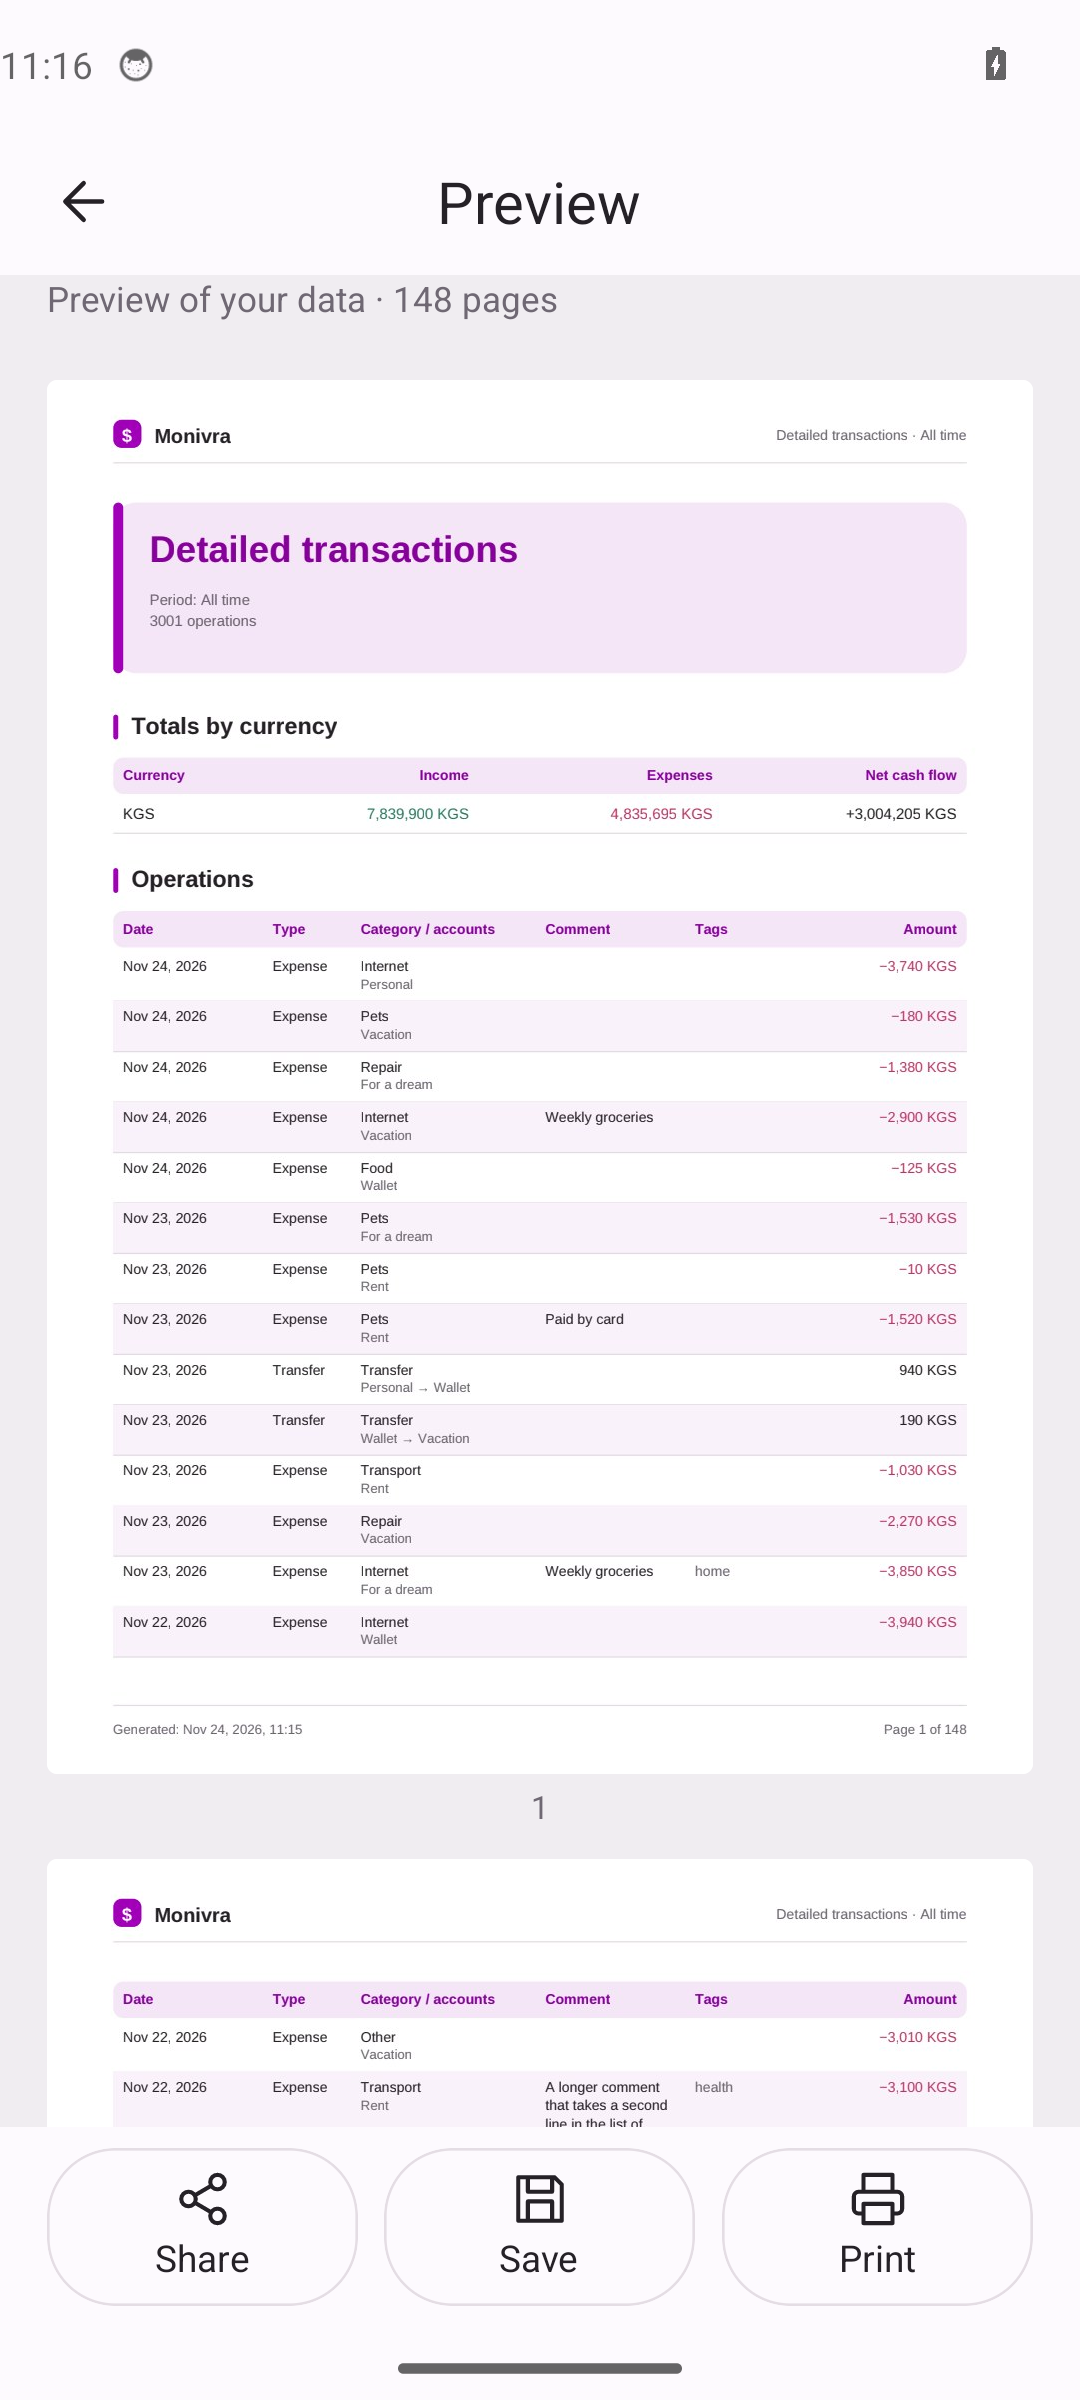 11:16
Preview
Preview of your data · 148 pages
$ Monivra
Detailed transactions · All time
Detailed transactions
Period: All time
3001 operations
Totals by currency
Currency Income Expenses Net cash flow
KGS 7,839,900 KGS 4,835,695 KGS +3,004,205 KGS
Operations
Date Type Category / accounts Comment Tags Amount
Nov 24, 2026 Expense Internet −3,740 KGS
Personal
Nov 24, 2026 Expense Pets −180 KGS
Vacation
Nov 24, 2026 Expense Repair −1,380 KGS
For a dream
Nov 24, 2026 Expense Internet Weekly groceries −2,900 KGS
Vacation
Nov 24, 2026 Expense Food −125 KGS
Wallet
Nov 23, 2026 Expense Pets −1,530 KGS
For a dream
Nov 23, 2026 Expense Pets −10 KGS
Rent
Nov 23, 2026 Expense Pets Paid by card −1,520 KGS
Rent
Nov 23, 2026 Transfer Transfer 940 KGS
Personal → Wallet
Nov 23, 2026 Transfer Transfer 190 KGS
Wallet → Vacation
Nov 23, 2026 Expense Transport −1,030 KGS
Rent
Nov 23, 2026 Expense Repair −2,270 KGS
Vacation
Nov 23, 2026 Expense Internet Weekly groceries home −3,850 KGS
For a dream
Nov 22, 2026 Expense Internet −3,940 KGS
Wallet
Generated: Nov 24, 2026, 11:15
Page 1 of 148
1
$ Monivra
Detailed transactions · All time
Date Type Category / accounts Comment Tags Amount
Nov 22, 2026 Expense Other −3,010 KGS
Vacation
Nov 22, 2026 Expense Transport A longer comment health −3,100 KGS
Rent that takes a second
line in the list of
Share Save Print